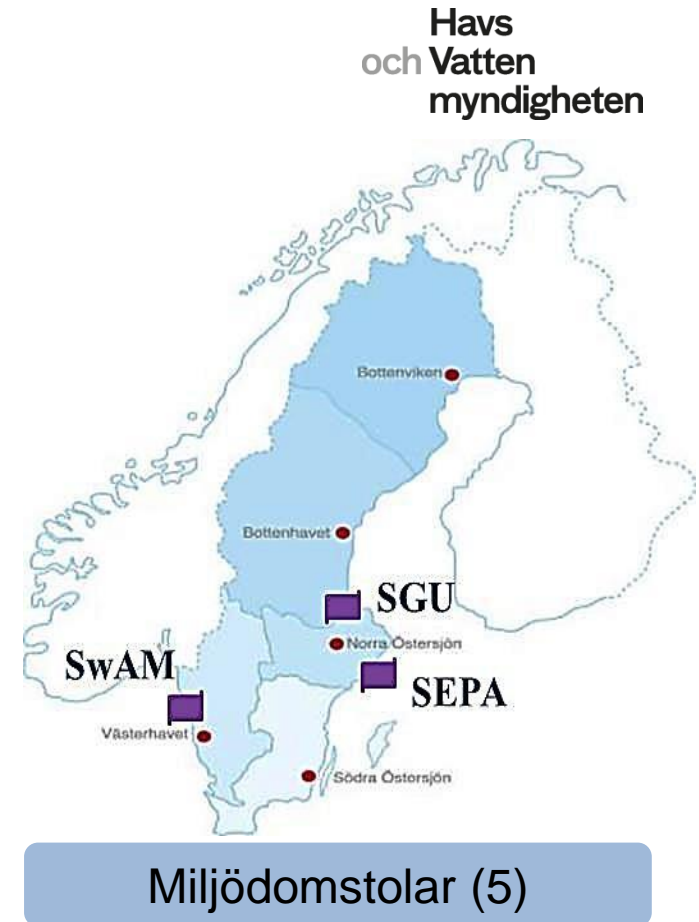 Havs
och Vatten
myndigheten
Bottenviken
Bottenhavet
SGU
Norra Östersjön
SwAM
SEPA
Västerhavet
Södra Östersjön
Miljödomstolar (5)